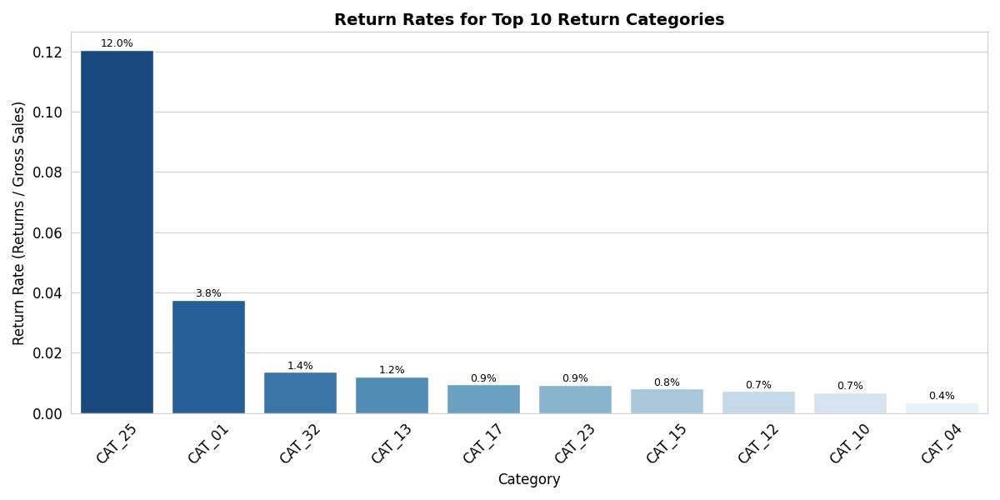 Return Rates for Top 10 Return Categories
Return Rate (Returns / Gross Sales)
0.12
0.10
0.08
0.06
0.04
0.02
0.00
12.0%
3.8%
1.4%
1.2%
0.9%
0.9%
0.8%
0.7%
0.7%
0.4%
CAT_25
CAT_01
CAT_32
CAT_13
CAT_17
CAT_23
CAT_15
CAT_12
CAT_10
CAT_04
Category